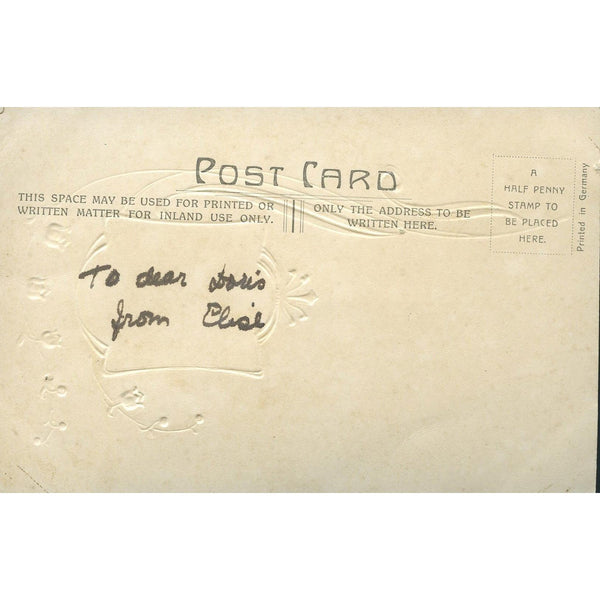 POST CARD
THIS SPACE MAY BE USED FOR PRINTED OR
WRITTEN MATTER FOR INLAND USE ONLY.
ONLY THE ADDRESS TO BE
WRITTEN HERE.
A
HALF PENNY
STAMP TO
BE PLACED
HERE.
Printed in Germany
To dear Doris
from Elise